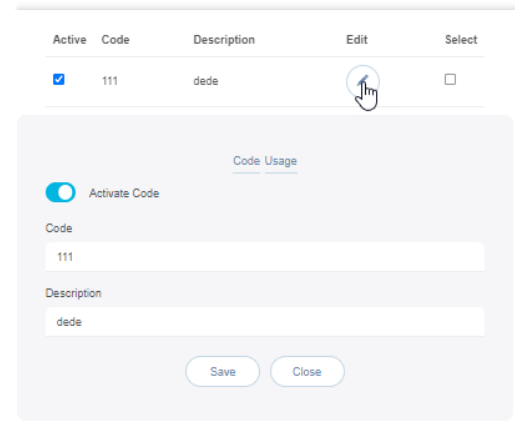 Active Code Description Edit Select
111 dede
Code Usage
Activate Code
Code
111
Description
dede
Save Close